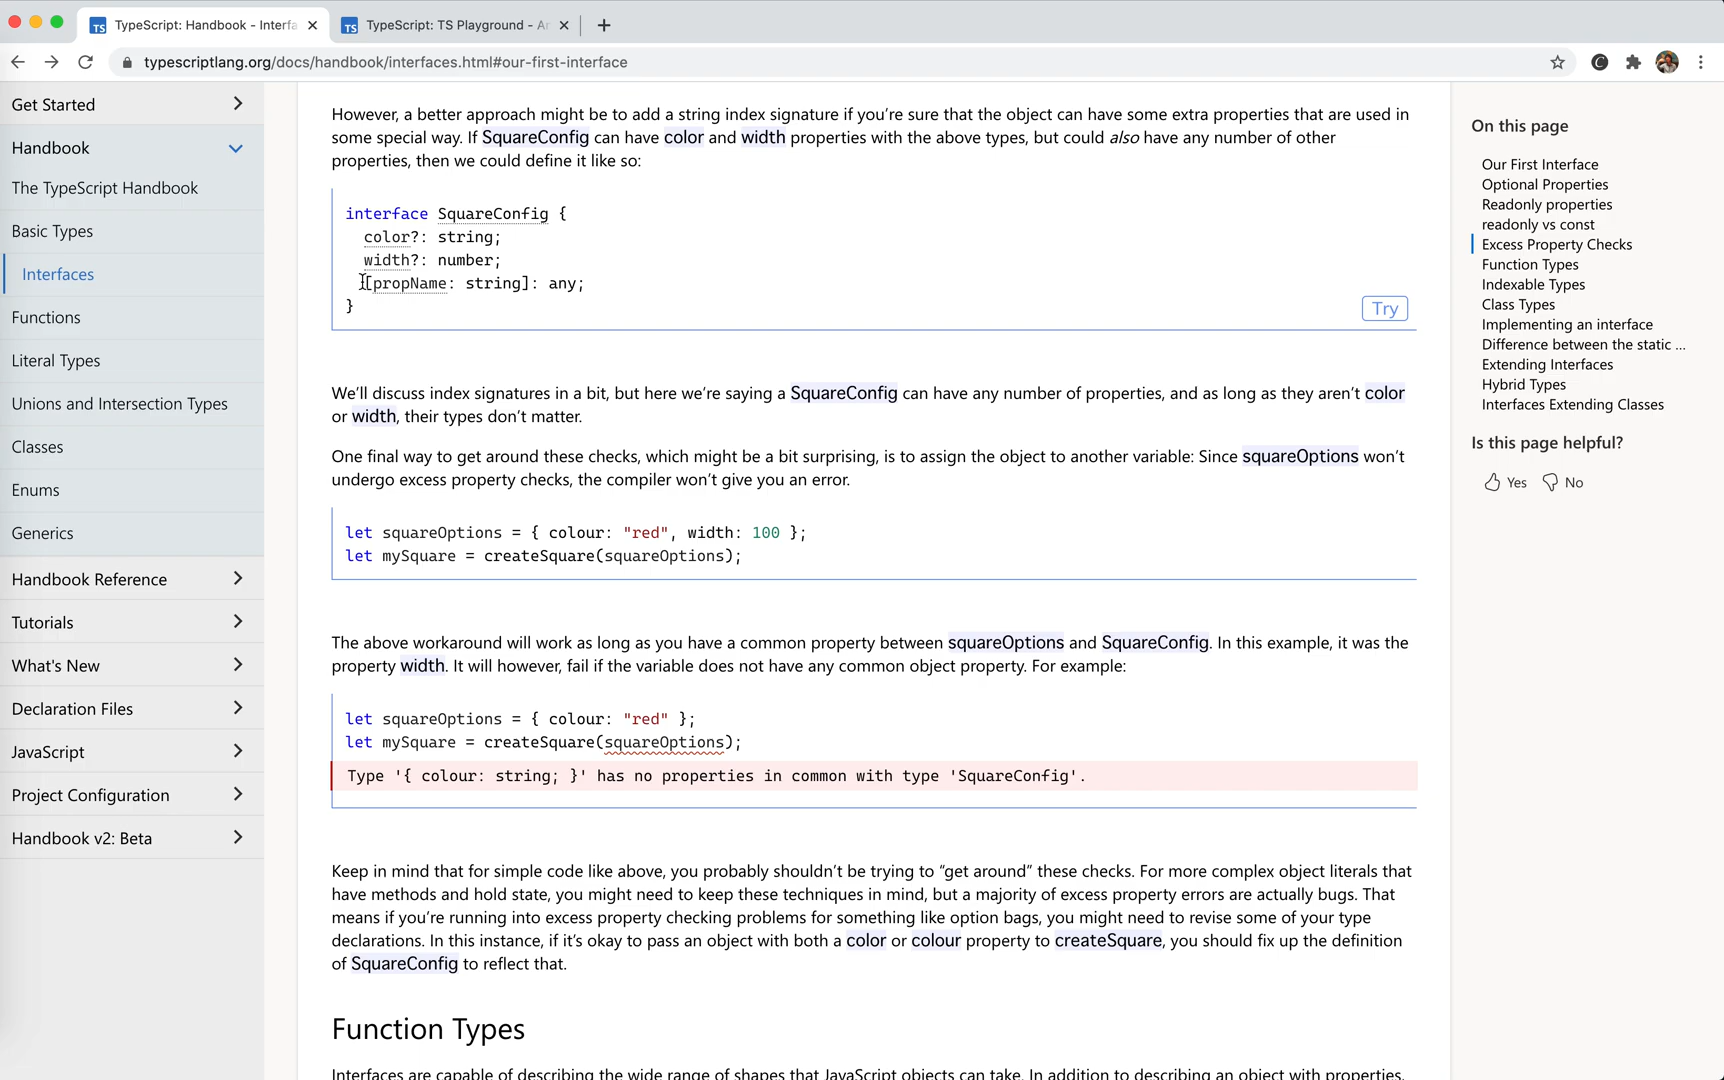 TypeScript: Handbook - Interfa
TypeScript: TS Playground - Ar
typescriptlang.org/docs/handbook/interfaces.html#our-first-interface
Get Started
Handbook
The TypeScript Handbook
Basic Types
Interfaces
Functions
Literal Types
Unions and Intersection Types
Classes
Enums
Generics
Handbook Reference
Tutorials
What's New
Declaration Files
JavaScript
Project Configuration
Handbook v2: Beta
However, a better approach might be to add a string index signature if you’re sure that the object can have some extra properties that are used in
some special way. If SquareConfig can have color and width properties with the above types, but could also have any number of other
properties, then we could define it like so:
interface SquareConfig {
color?: string;
width?: number;
[propName: string]: any;
}
Try
We’ll discuss index signatures in a bit, but here we’re saying a SquareConfig can have any number of properties, and as long as they aren’t color
or width, their types don’t matter.
One final way to get around these checks, which might be a bit surprising, is to assign the object to another variable: Since squareOptions won’t
undergo excess property checks, the compiler won’t give you an error.
let squareOptions = { colour: "red", width: 100 };
let mySquare = createSquare(squareOptions);
The above workaround will work as long as you have a common property between squareOptions and SquareConfig. In this example, it was the
property width. It will however, fail if the variable does not have any common object property. For example:
let squareOptions = { colour: "red" };
let mySquare = createSquare(squareOptions);
Type '{ colour: string; }' has no properties in common with type 'SquareConfig'.
Keep in mind that for simple code like above, you probably shouldn’t be trying to “get around” these checks. For more complex object literals that
have methods and hold state, you might need to keep these techniques in mind, but a majority of excess property errors are actually bugs. That
means if you’re running into excess property checking problems for something like option bags, you might need to revise some of your type
declarations. In this instance, if it’s okay to pass an object with both a color or colour property to createSquare, you should fix up the definition
of SquareConfig to reflect that.
Function Types
Interfaces are capable of describing the wide range of shapes that JavaScript objects can take. In addition to describing an object with properties,
On this page
Our First Interface
Optional Properties
Readonly properties
readonly vs const
Excess Property Checks
Function Types
Indexable Types
Class Types
Implementing an interface
Difference between the static ...
Extending Interfaces
Hybrid Types
Interfaces Extending Classes
Is this page helpful?
Yes
No